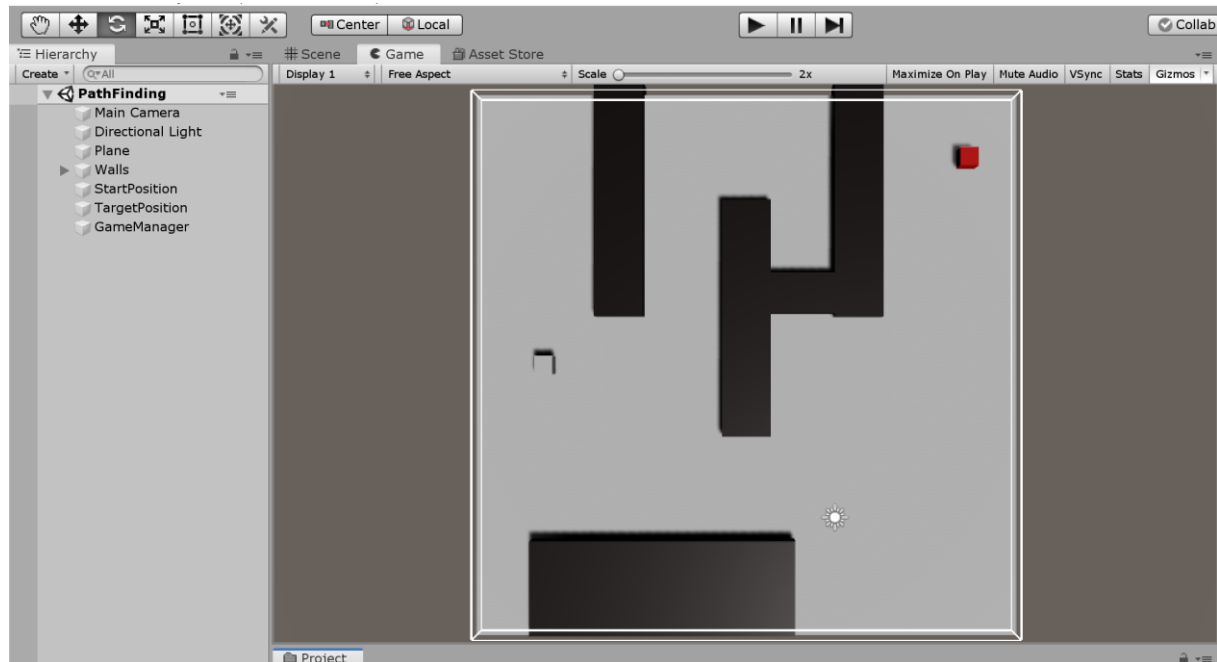 Center Local Collab
Hierarchy # Scene Game Asset Store
Create All Display 1 Free Aspect Scale 2x Maximize On Play Mute Audio VSync Stats Gizmos
PathFinding
Main Camera
Directional Light
Plane
Walls
StartPosition
TargetPosition
GameManager
Project